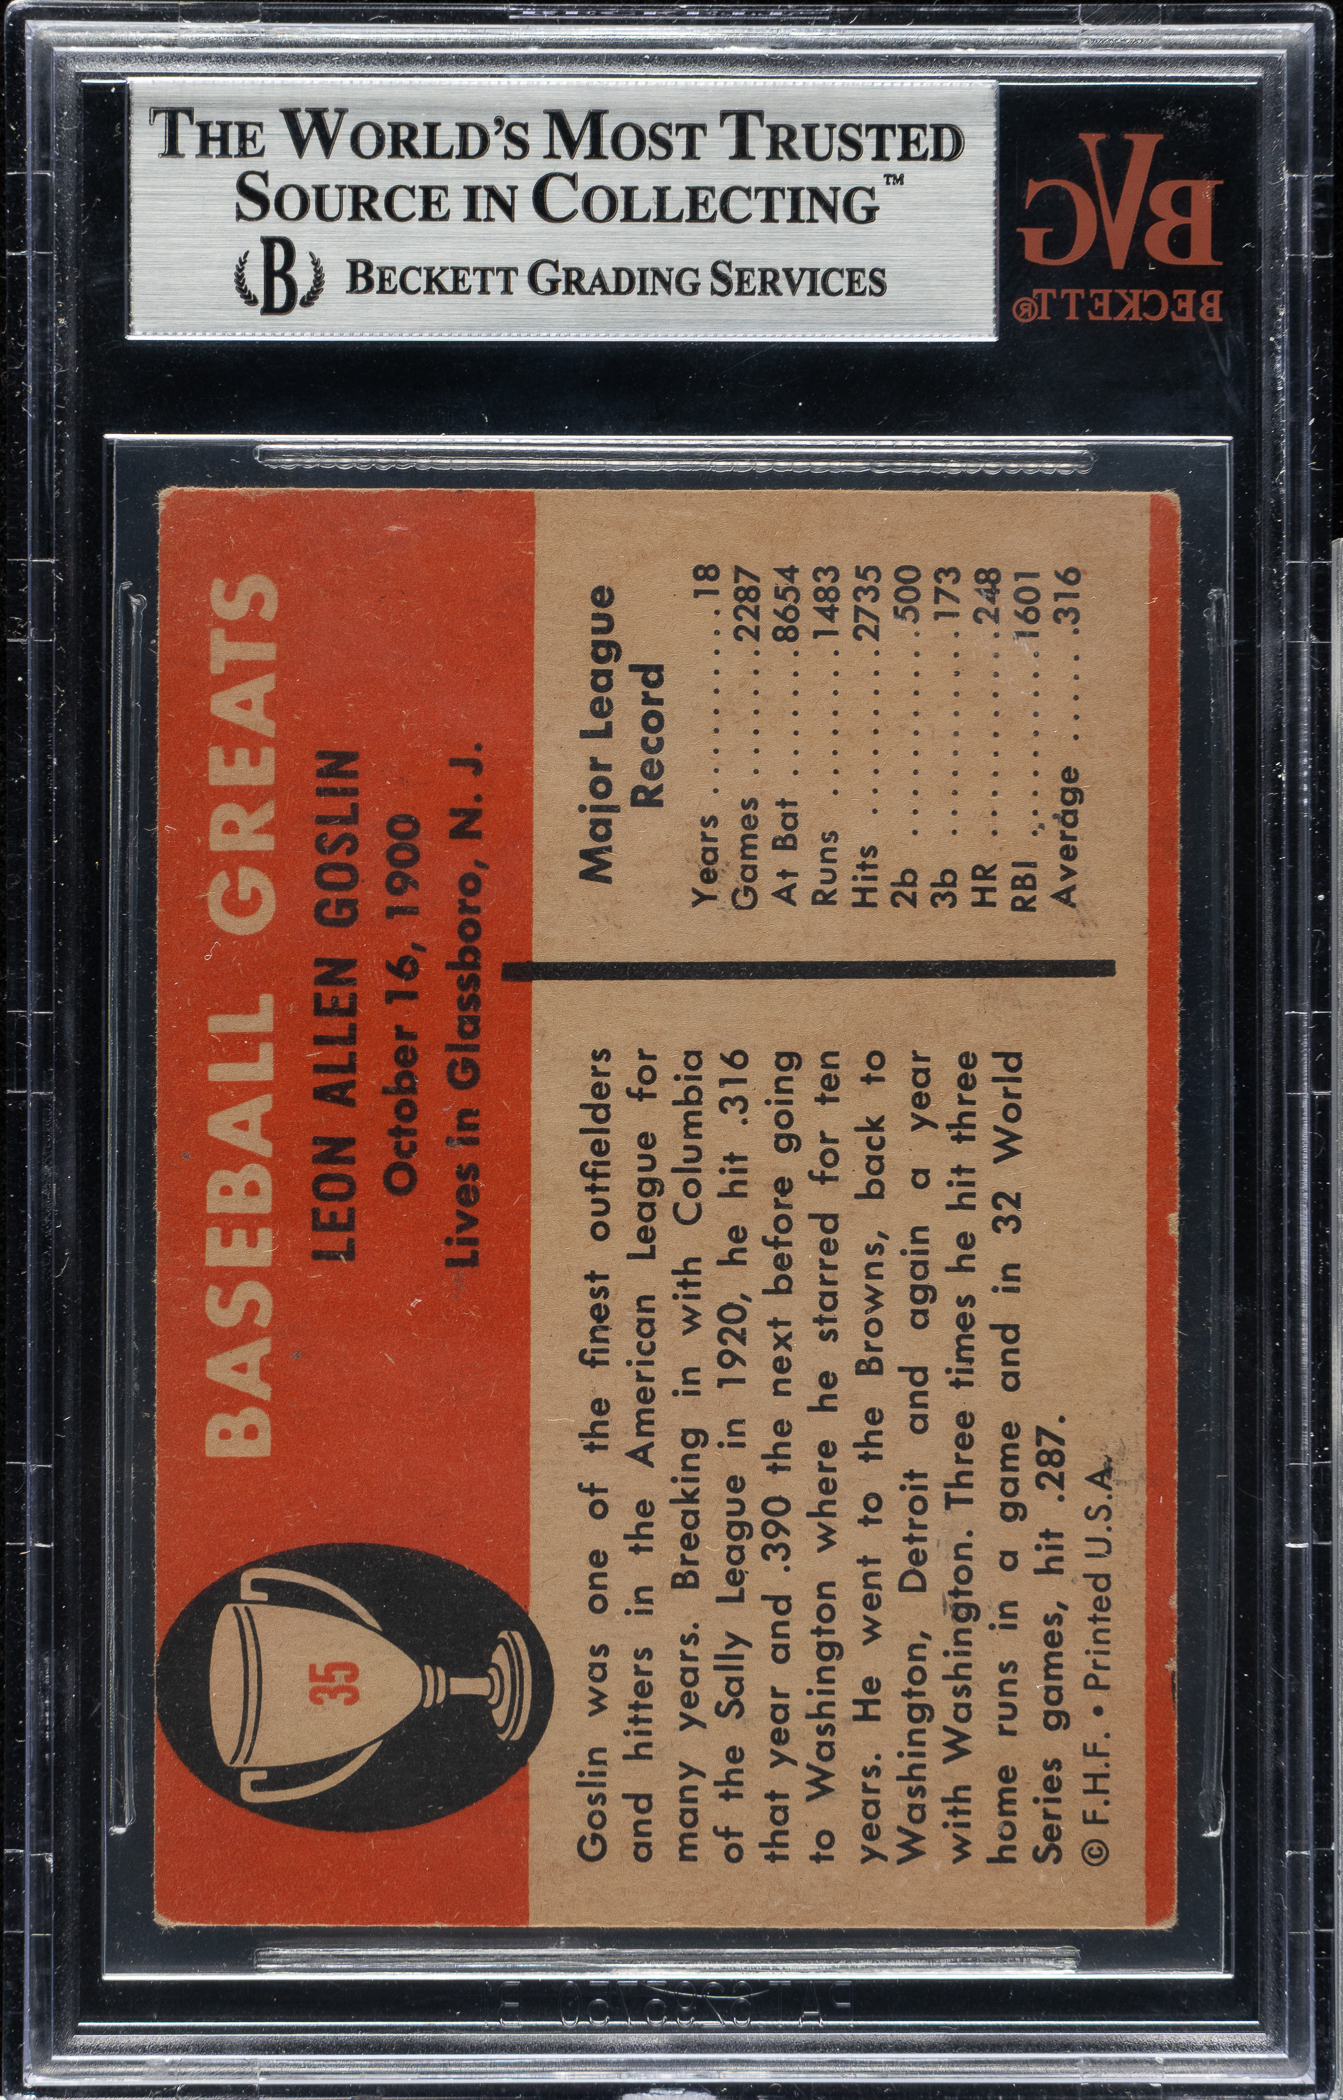 THE WORLD'S MOST TRUSTED
SOURCE IN COLLECTING™
B BECKETT GRADING SERVICES
BVG
BECKETT®
35
BASEBALL GREATS
LEON ALLEN GOSLIN
October 16, 1900
Lives in Glassboro, N. J.
Goslin was one of the finest outfielders
and hitters in the American League for
many years. Breaking in with Columbia
of the Sally League in 1920, he hit .316
that year and .390 the next before going
to Washington where he starred for ten
years. He went to the Browns, back to
Washington, Detroit and again a year
with Washington. Three times he hit three
home runs in a game and in 32 World
Series games, hit .287.
© F.H.F. • Printed U.S.A.
Major League
Record
Years . . . . . . . . . 18
Games . . . . . . . 2287
At Bat . . . . . . . 8654
Runs . . . . . . . . 1483
Hits . . . . . . . . 2735
2b . . . . . . . . . . 500
3b . . . . . . . . . . 173
HR . . . . . . . . . . 248
RBI . . . . . . . . . 1601
Average . . . . . . .316